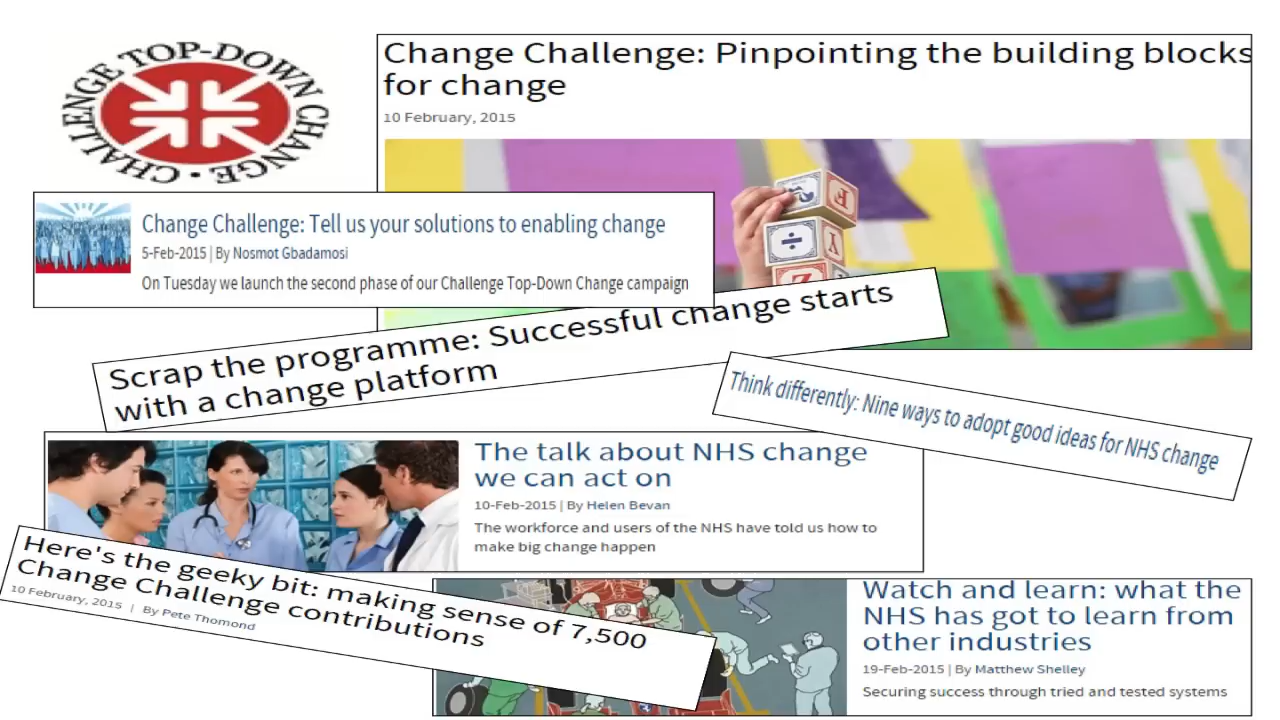 CHALLENGE TOP-DOWN CHANGE •
Change Challenge: Pinpointing the building blocks
for change
10 February, 2015
Change Challenge: Tell us your solutions to enabling change
5-Feb-2015 | By Nosmot Gbadamosi
On Tuesday we launch the second phase of our Challenge Top-Down Change campaign
Scrap the programme: Successful change starts
with a change platform
Think differently: Nine ways to adopt good ideas for NHS change
The talk about NHS change
we can act on
10-Feb-2015 | By Helen Bevan
The workforce and users of the NHS have told us how to
make big change happen
Here's the geeky bit: making sense of 7,500
Change Challenge contributions
10 February, 2015 | By Pete Thomond
Watch and learn: what the
NHS has got to learn from
other industries
19-Feb-2015 | By Matthew Shelley
Securing success through tried and tested systems